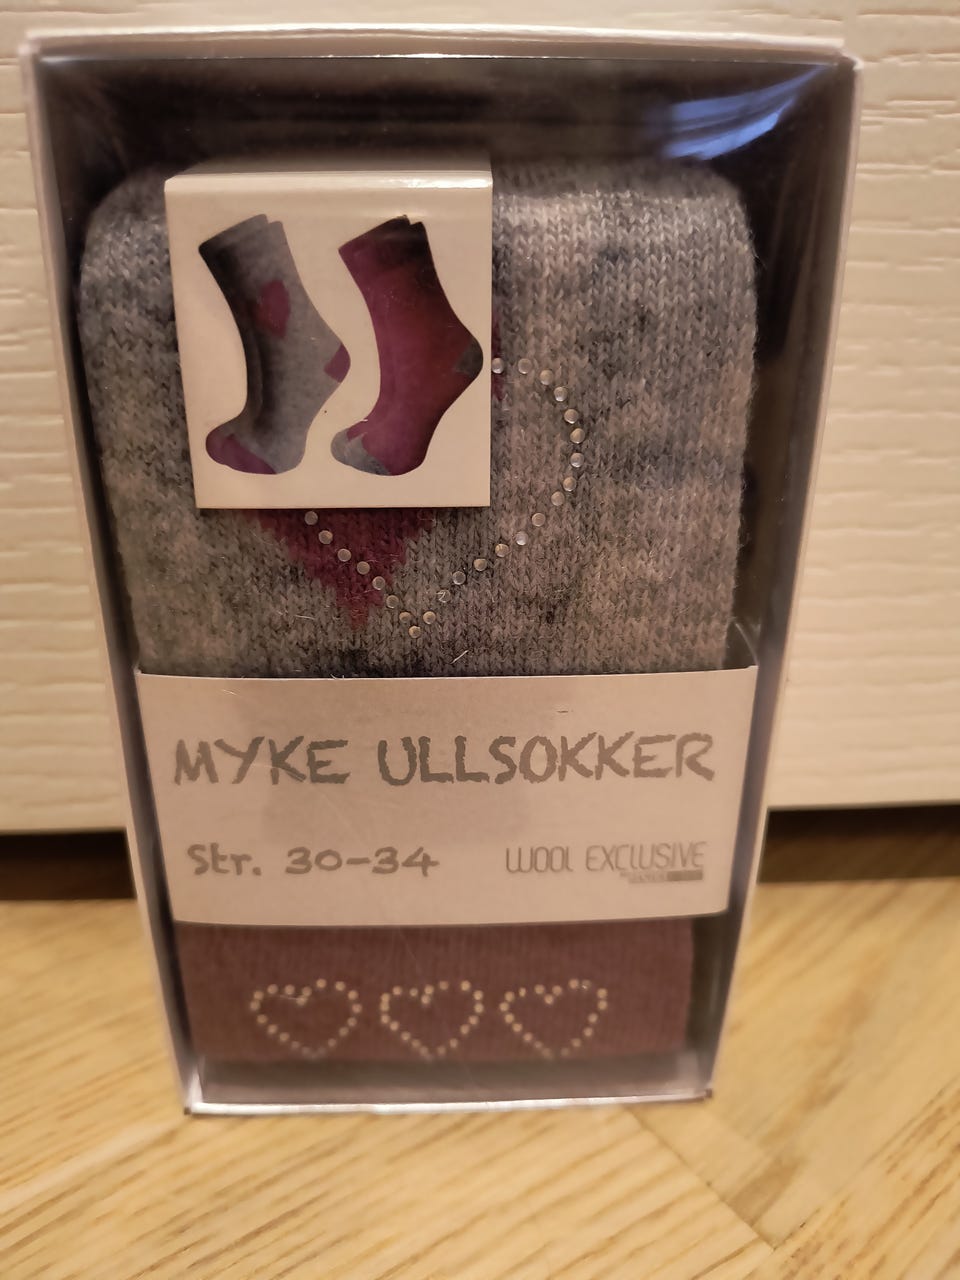 MYKE ULLSOKKER
Str. 30-34
WOOL EXCLUSIVE